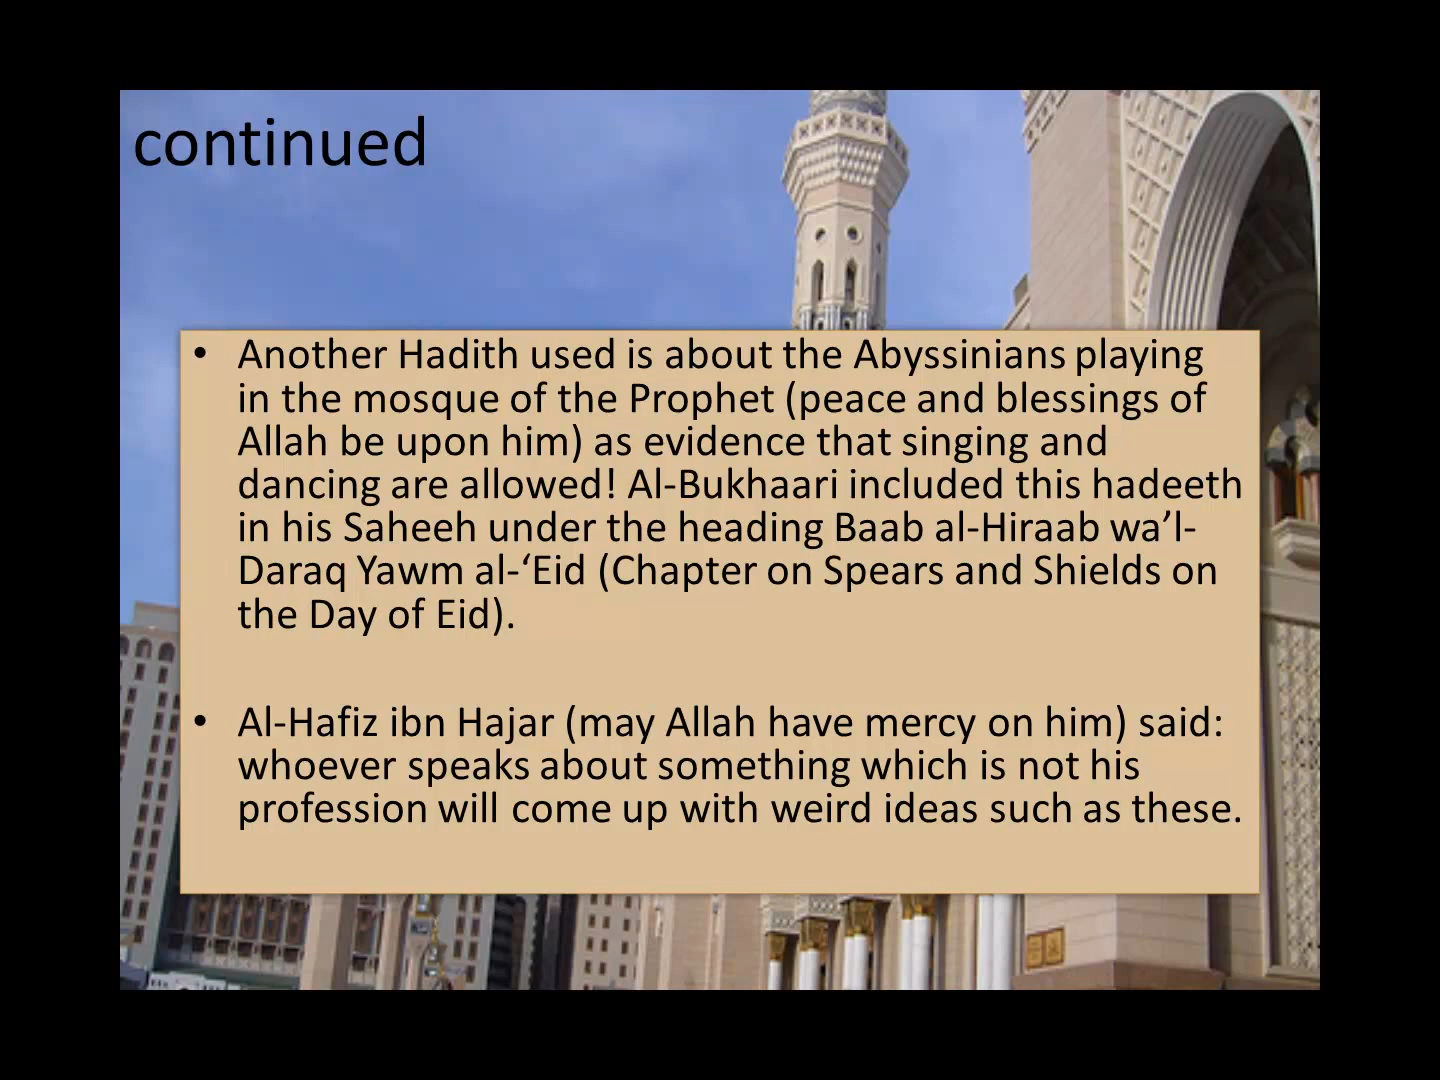 continued
• Another Hadith used is about the Abyssinians playing
in the mosque of the Prophet (peace and blessings of
Allah be upon him) as evidence that singing and
dancing are allowed! Al-Bukhaari included this hadeeth
in his Saheeh under the heading Baab al-Hiraab wa’l-
Daraq Yawm al-‘Eid (Chapter on Spears and Shields on
the Day of Eid).
• Al-Hafiz ibn Hajar (may Allah have mercy on him) said:
whoever speaks about something which is not his
profession will come up with weird ideas such as these.